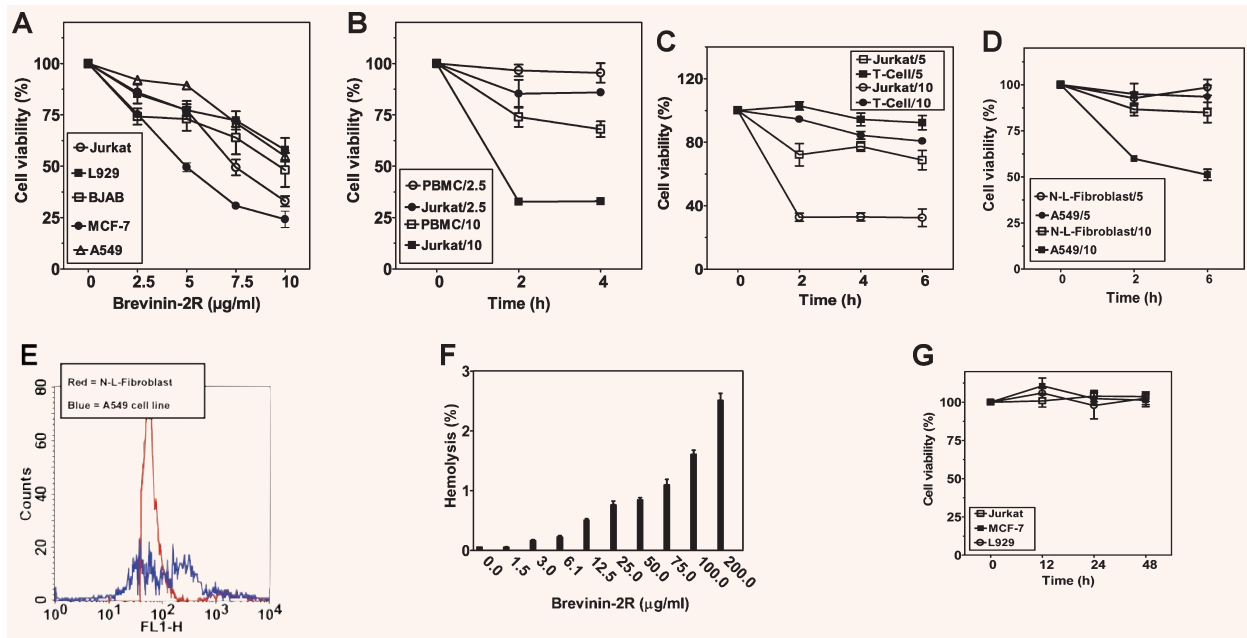 A
Cell viability (%)
100
75
50
25
0
Jurkat
L929
BJAB
MCF-7
A549
0 2.5 5 7.5 10
Brevinin-2R (µg/ml)
B
Cell viability (%)
100
75
50
25
0
PBMC/2.5
Jurkat/2.5
PBMC/10
Jurkat/10
0 2 4
Time (h)
C
Cell viability (%)
120
80
40
0
Jurkat/5
T-Cell/5
Jurkat/10
T-Cell/10
0 2 4 6
Time (h)
D
Cell viability (%)
100
75
50
25
0
N-L-Fibroblast/5
A549/5
N-L-Fibroblast/10
A549/10
0 2 6
Time (h)
E
Red = N-L-Fibroblast
Blue = A549 cell line
Counts
80
60
40
20
0
10⁰ 10¹ 10² 10³ 10⁴
FL1-H
F
Hemolysis (%)
3
2
1
0
0.0 1.5 3.0 6.1 12.5 25.0 50.0 75.0 100.0 200.0
Brevinin-2R (µg/ml)
G
Cell viability (%)
100
75
50
25
0
Jurkat
MCF-7
L929
0 12 24 48
Time (h)